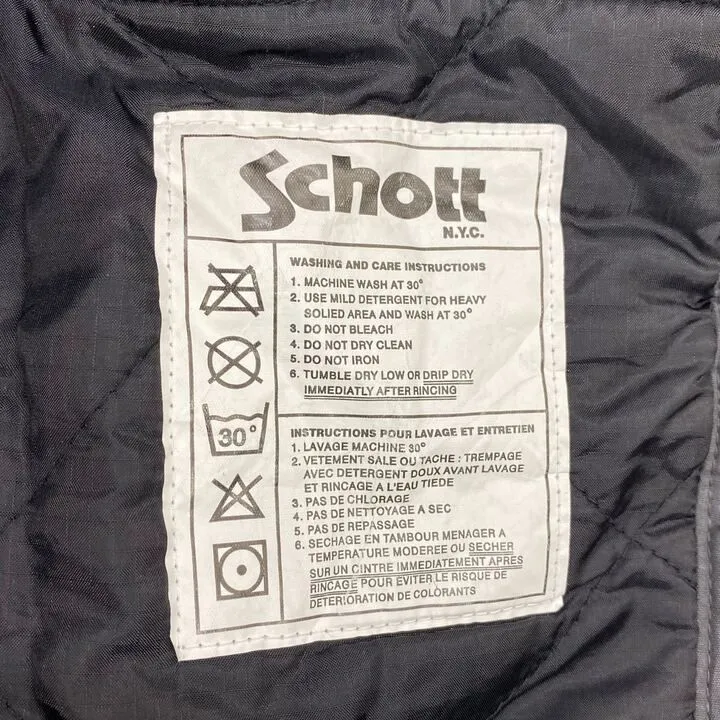 Schott
N.Y.C.
WASHING AND CARE INSTRUCTIONS
1. MACHINE WASH AT 30°
2. USE MILD DETERGENT FOR HEAVY
SOLIED AREA AND WASH AT 30°
3. DO NOT BLEACH
4. DO NOT DRY CLEAN
5. DO NOT IRON
6. TUMBLE DRY LOW OR DRIP DRY
IMMEDIATLY AFTER RINCING
30°
INSTRUCTIONS POUR LAVAGE ET ENTRETIEN
1. LAVAGE MACHINE 30°
2. VETEMENT SALE OU TACHE : TREMPAGE
AVEC DETERGENT DOUX AVANT LAVAGE
ET RINCAGE A L'EAU TIEDE
3. PAS DE CHLORAGE
4. PAS DE NETTOYAGE A SEC
5. PAS DE REPASSAGE
6. SECHAGE EN TAMBOUR MENAGER A
TEMPERATURE MODEREE OU SECHER
SUR UN CINTRE IMMEDIATEMENT APRES
RINCAGE POUR EVITER LE RISQUE DE
DETERIORATION DE COLORANTS